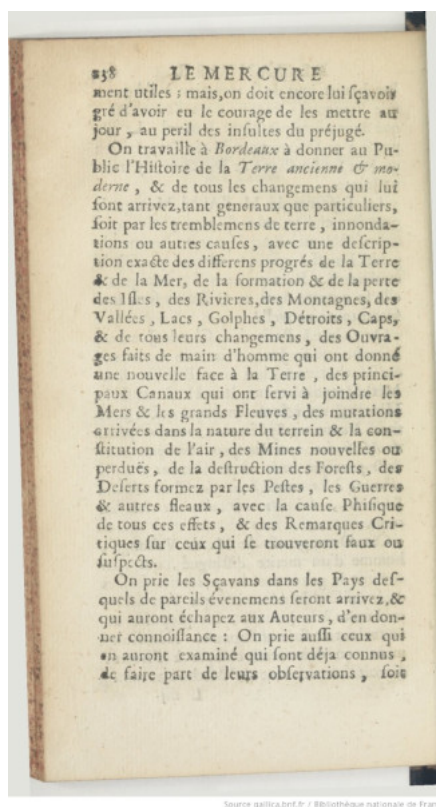 238 LE MERCURE
ment utiles : mais, on doit encore lui sçavoir
gré d'avoir eu le courage de les mettre au
jour , au peril des insultes du préjugé.
On travaille à Bordeaux à donner au Pu-
blic l'Histoire de la Terre ancienne & mo-
derne , & de tous les changemens qui lui
sont arrivez, tant generaux que particuliers,
soit par les tremblemens de terre , innonda-
tions ou autres causes , avec une descrip-
tion exacte des differens progrés de la Terre
& de la Mer, de la formation & de la perte
des Isles , des Rivieres, des Montagnes, des
Vallées , Lacs , Golphes , Détroits , Caps,
& de tous leurs changemens , des Ouvra-
ges faits de main d'homme qui ont donné
une nouvelle face à la Terre , des princi-
paux Canaux qui ont servi à joindre les
Mers & les grands Fleuves , des mutations
arrivées dans la nature du terrein & la con-
stitution de l'air , des Mines nouvelles ou
perduës , de la destruction des Forests , des
Deserts formez par les Pestes , les Guerres
& autres fleaux , avec la cause Phisique
de tous ces effets , & des Remarques Cri-
tiques sur ceux qui se trouveront faux ou
suspects.
On prie les Sçavans dans les Pays des-
quels de pareils évenemens seront arrivez, &
qui auront échapez aux Auteurs , d'en don-
ner connoissance : On prie aussi ceux qui
en auront examiné qui sont déja connus ,
de faire part de leurs observations , soit
Source gallica.bnf.fr / Bibliothèque nationale de Fran